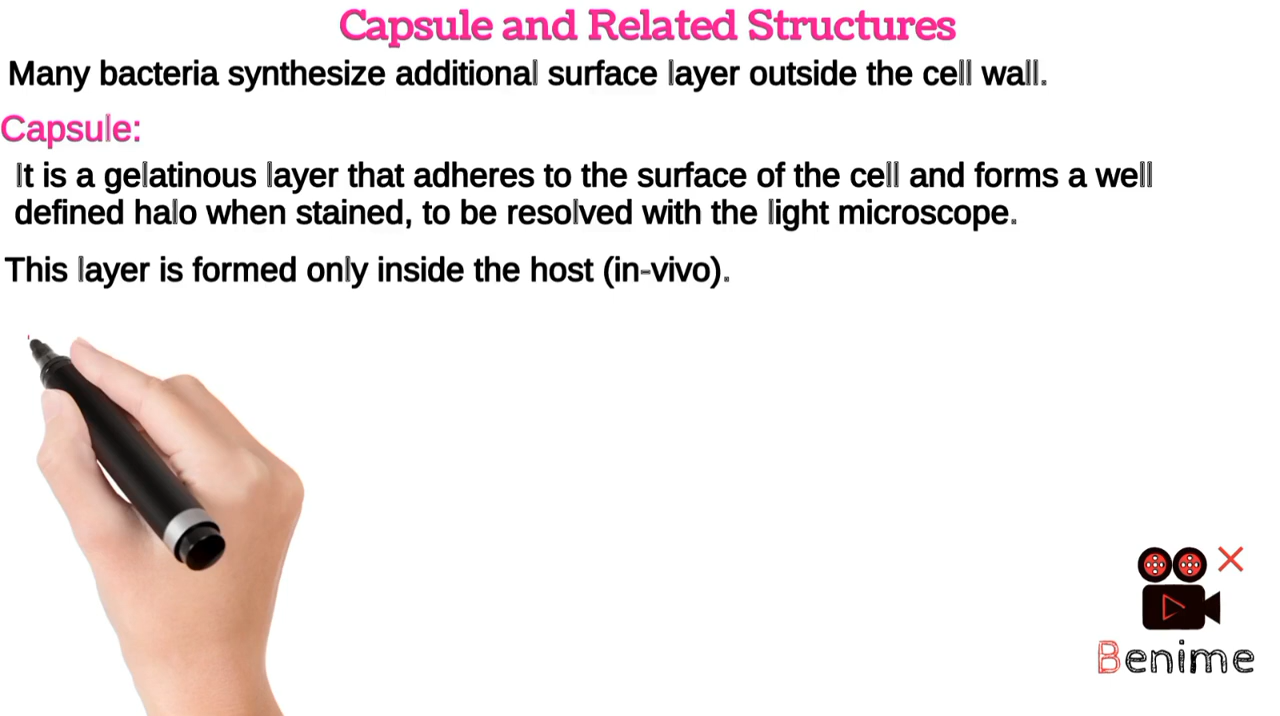 Capsule and Related Structures
Many bacteria synthesize additional surface layer outside the cell wall.
Capsule:
It is a gelatinous layer that adheres to the surface of the cell and forms a well
defined halo when stained, to be resolved with the light microscope.
This layer is formed only inside the host (in-vivo).
Benime